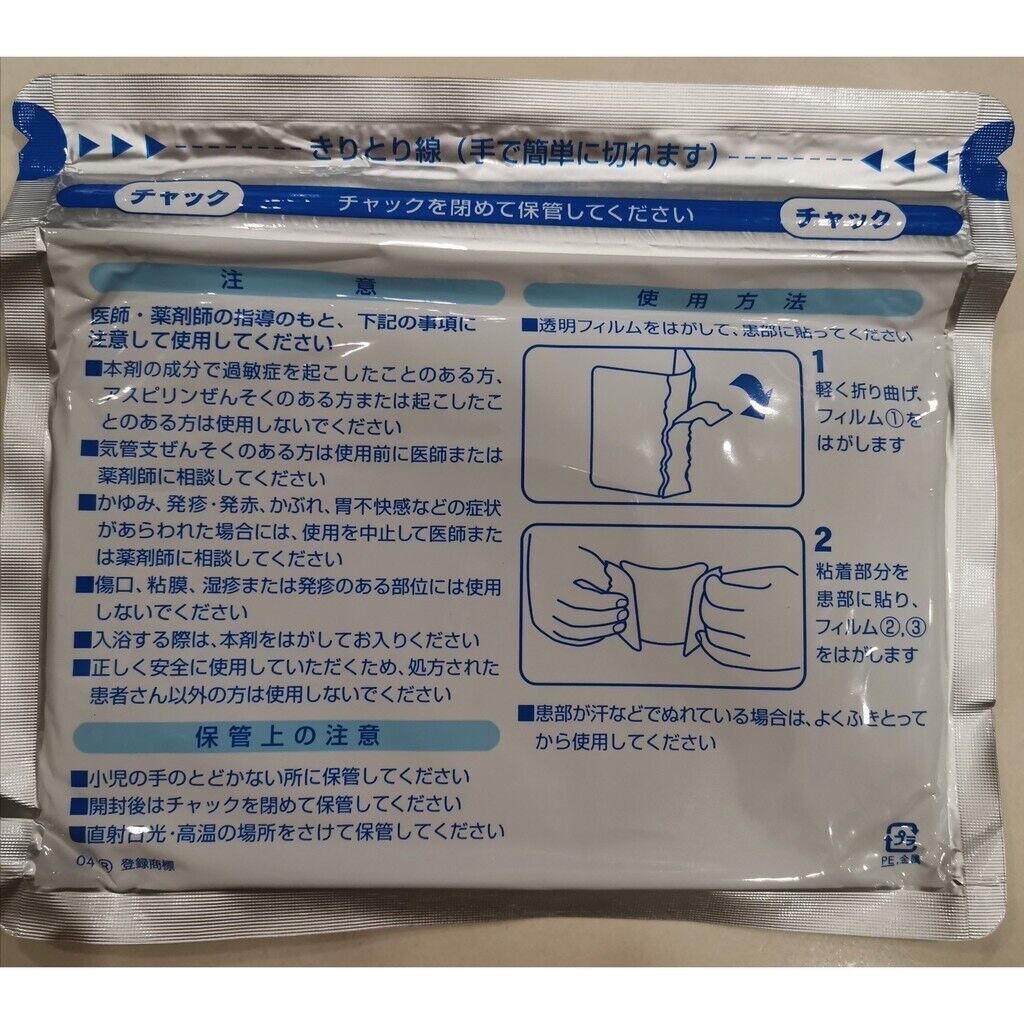 きりとり線（手で簡単に切れます）
チャック
チャックを閉めて保管してください
チャック
注意
医師・薬剤師の指導のもと、下記の事項に
注意して使用してください
■本剤の成分で過敏症を起こしたことのある方、
アスピリンぜんそくのある方または起こしたこ
とのある方は使用しないでください
■気管支ぜんそくのある方は使用前に医師または
薬剤師に相談してください
■かゆみ、発疹・発赤、かぶれ、胃不快感などの症状
があらわれた場合には、使用を中止して医師また
は薬剤師に相談してください
■傷口、粘膜、湿疹または発疹のある部位には使用
しないでください
■入浴する際は、本剤をはがしてお入りください
■正しく安全に使用していただくため、処方された
患者さん以外の方は使用しないでください
保管上の注意
■小児の手のとどかない所に保管してください
■開封後はチャックを閉めて保管してください
■直射日光・高温の場所をさけて保管してください
04 Ⓡ 登録商標
使用方法
■透明フィルムをはがして、患部に貼ってください
1
軽く折り曲げ、
フィルム①を
はがします
2
粘着部分を
患部に貼り、
フィルム②,③
をはがします
■患部が汗などでぬれている場合は、よくふきとって
から使用してください
プラ
PE,金属